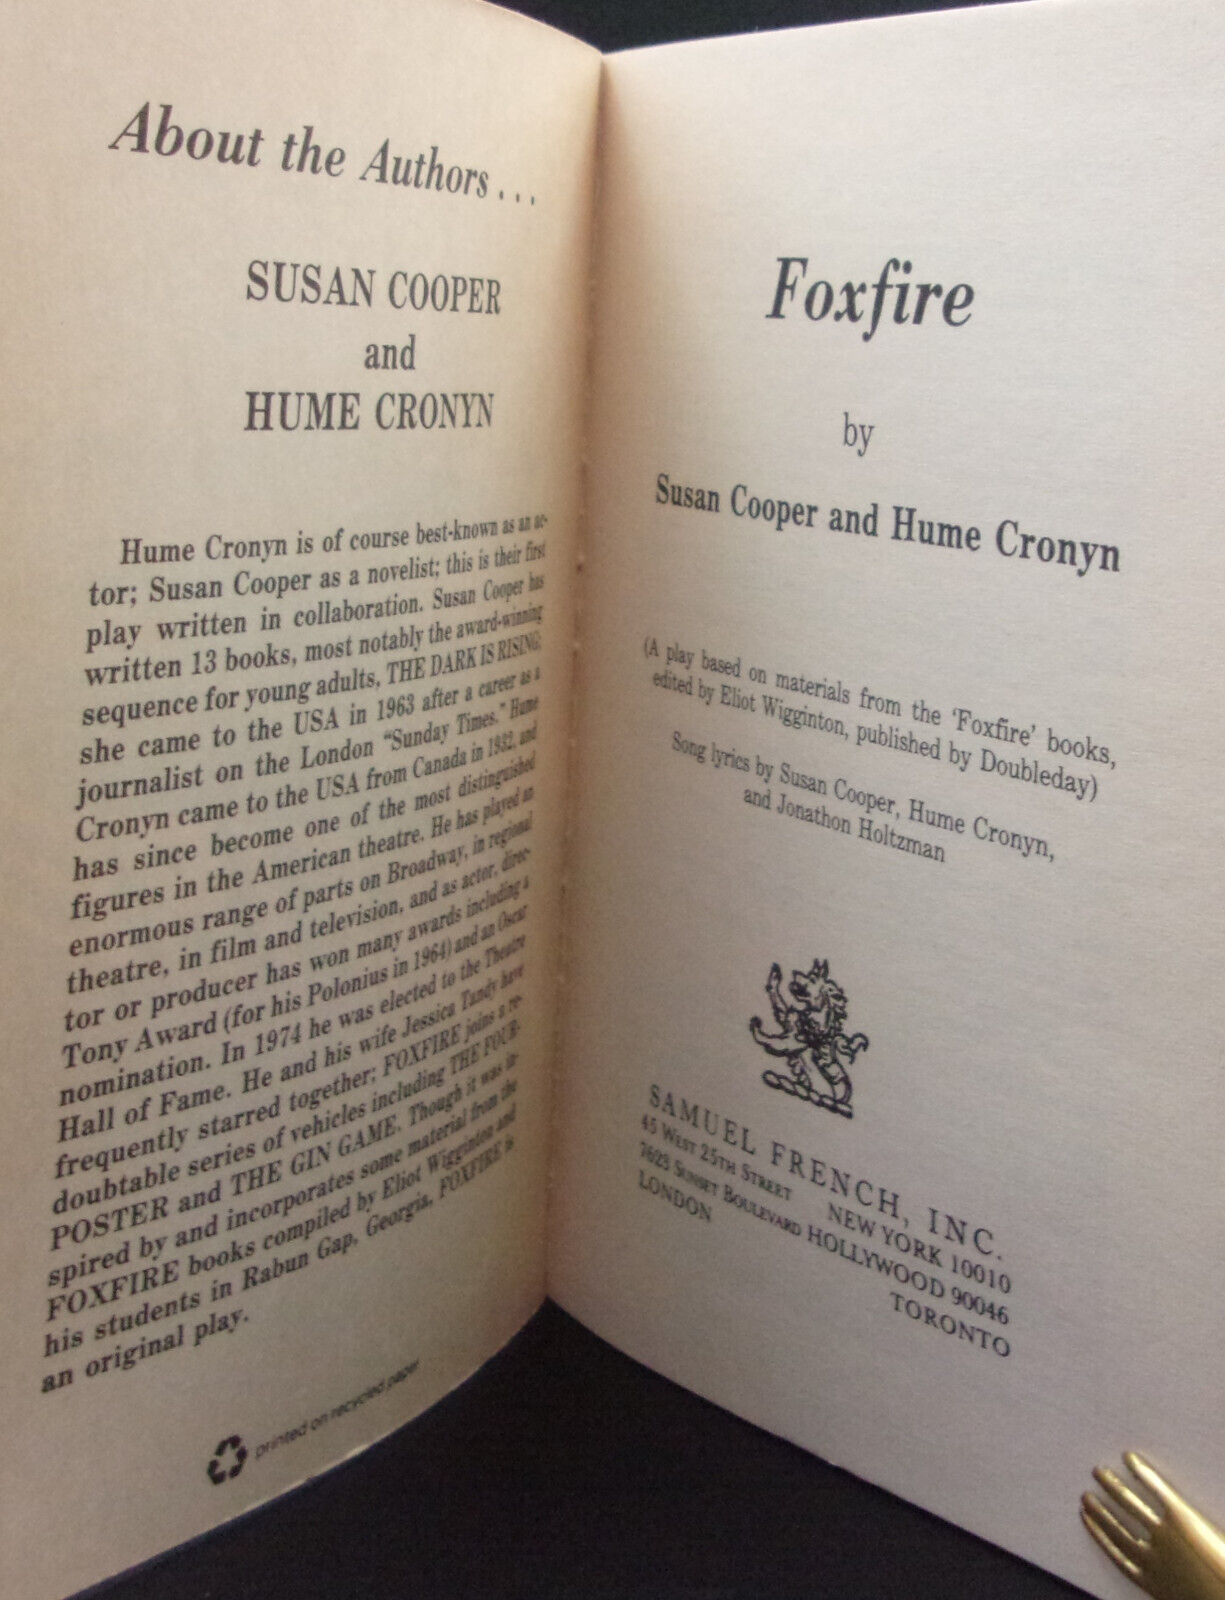 About the Authors...
SUSAN COOPER
and
HUME CRONYN
Hume Cronyn is of course best-known as an ac-
tor; Susan Cooper as a novelist; this is their first
play written in collaboration. Susan Cooper has
written 13 books, most notably the award-winning
sequence for young adults, THE DARK IS RISING;
she came to the USA in 1963 after a career as a
journalist on the London "Sunday Times." Hume
Cronyn came to the USA from Canada in 1932, and
has since become one of the most distinguished
figures in the American theatre. He has played an
enormous range of parts on Broadway, in regional
theatre, in film and television, and as actor, direc-
tor or producer has won many awards including a
Tony Award (for his Polonius in 1964) and an Oscar
nomination. In 1974 he was elected to the Theatre
Hall of Fame. He and his wife Jessica Tandy have
frequently starred together; FOXFIRE joins a re-
doubtable series of vehicles including THE FOUR-
POSTER and THE GIN GAME. Though it was in-
spired by and incorporates some material from the
FOXFIRE books compiled by Eliot Wigginton and
his students in Rabun Gap, Georgia, FOXFIRE is
an original play.
printed on recycled paper
Foxfire
by
Susan Cooper and Hume Cronyn
(A play based on materials from the 'Foxfire' books,
edited by Eliot Wigginton, published by Doubleday)
Song lyrics by Susan Cooper, Hume Cronyn,
and Jonathon Holtzman
SAMUEL FRENCH, INC.
45 WEST 25TH STREET NEW YORK 10010
7623 SUNSET BOULEVARD HOLLYWOOD 90046
LONDON TORONTO